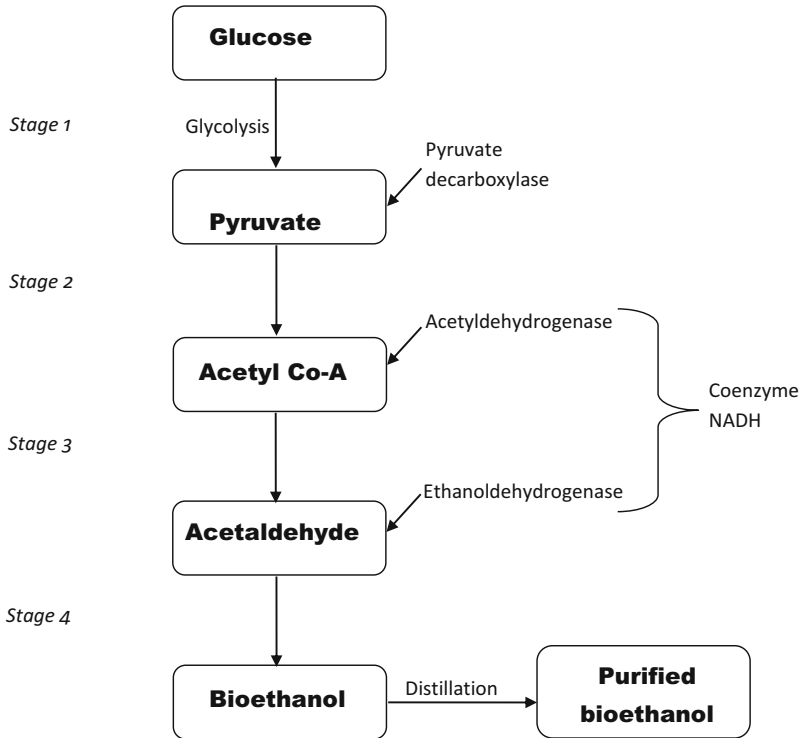 Glucose
Stage 1
Glycolysis
Pyruvate
decarboxylase
Pyruvate
Stage 2
Acetyldehydrogenase
Acetyl Co-A
Coenzyme
NADH
Stage 3
Ethanoldehydrogenase
Acetaldehyde
Stage 4
Bioethanol
Distillation
Purified
bioethanol